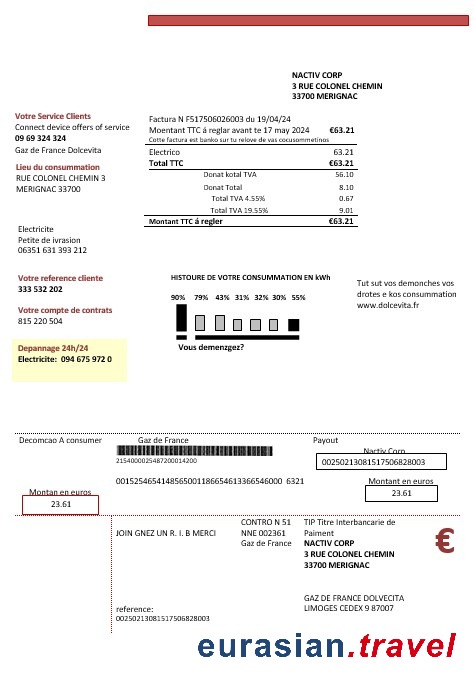 NACTIV CORP
3 RUE COLONEL CHEMIN
33700 MERIGNAC
Votre Service Clients
Connect device offers of service
09 69 324 324
Gaz de France Dolcevita
Lieu du consummation
RUE COLONEL CHEMIN 3
MERIGNAC 33700
Electricite
Petite de ivrasion
06351 631 393 212
Votre reference cliente
333 532 202
Votre compte de contrats
815 220 504
Depannage 24h/24
Electricite: 094 675 972 0
Factura N F517506026003 du 19/04/24
Moentant TTC á reglar avant te 17 may 2024 €63.21
Cotte factura est banko sur tu relove de vas cocusommetinos
Electrico 63.21
Total TTC €63.21
Donat kotal TVA 56.10
Donat Total 8.10
Total TVA 4.55% 0.67
Total TVA 19.55% 9.01
Montant TTC á regler €63.21
HISTOURE DE VOTRE CONSUMMATION EN kWh
90% 79% 43% 31% 32% 30% 55%
Vous demenzgez?
Tut sut vos demonches vos
drotes e kos consummation
www.dolcevita.fr
Decomcao A consumer
Gaz de France
2154000025487200014200
Payout
Nactiv Corp
00250213081517506828003
001525465414856500118665461336654600​0 6321
Montant em euros
23.61
Montan en euros
23.61
JOIN GNEZ UN R. I. B MERCI
CONTRO N 51
NNE 002361
Gaz de France
TIP Titre Interbancarie de
Paiment
NACTIV CORP
3 RUE COLONEL CHEMIN
33700 MERIGNAC
€
GAZ DE FRANCE DOLVECITA
LIMOGES CEDEX 9 87007
reference:
00250213081517506828003
eurasian.travel